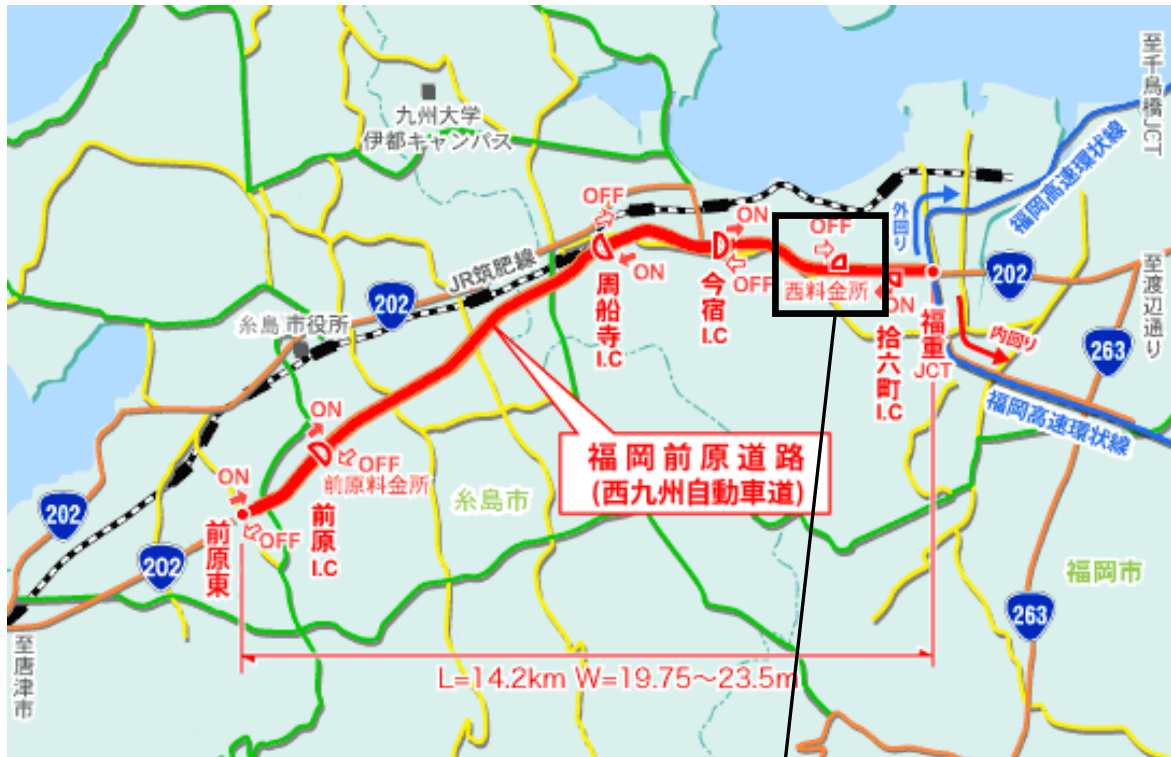 至千鳥橋JCT
九州大学
伊都キャンパス
福岡高速環状線
外回り
OFF
ON
OFF
ON
JR筑肥線
ON
OFF
西料金所
202
至渡辺通り
202
周船寺
I.C
今宿
I.C
拾六町
I.C
福重
JCT
内回り
263
糸島市役所
福岡高速環状線
ON
福岡前原道路
(西九州自動車道)
OFF
前原料金所
糸島市
ON
202
OFF
前原
I.C
前原東
202
福岡市
263
至唐津市
L=14.2km W=19.75～23.5m